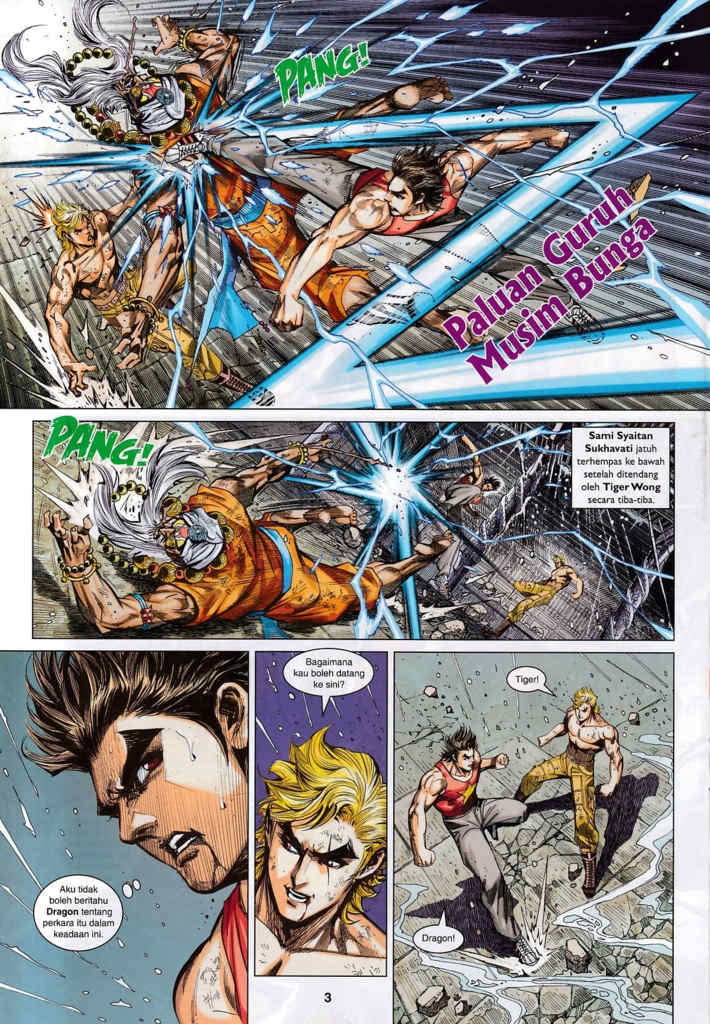 PANG!
Paluan Guruh
Musim Bunga
PANG!
Sami Syaitan
Sukhavati jatuh
terhempas ke bawah
setelah ditendang
oleh Tiger Wong
secara tiba-tiba.
Aku tidak
boleh beritahu
Dragon tentang
perkara itu dalam
keadaan ini.
Bagaimana
kau boleh datang
ke sini?
Tiger!
Dragon!
3